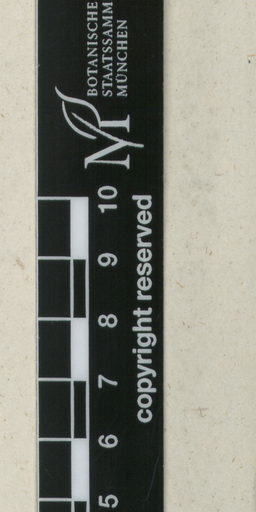 BOTANISCHE
STAATSSAMM
MÜNCHEN
M
10
9
8
7
6
5
copyright reserved